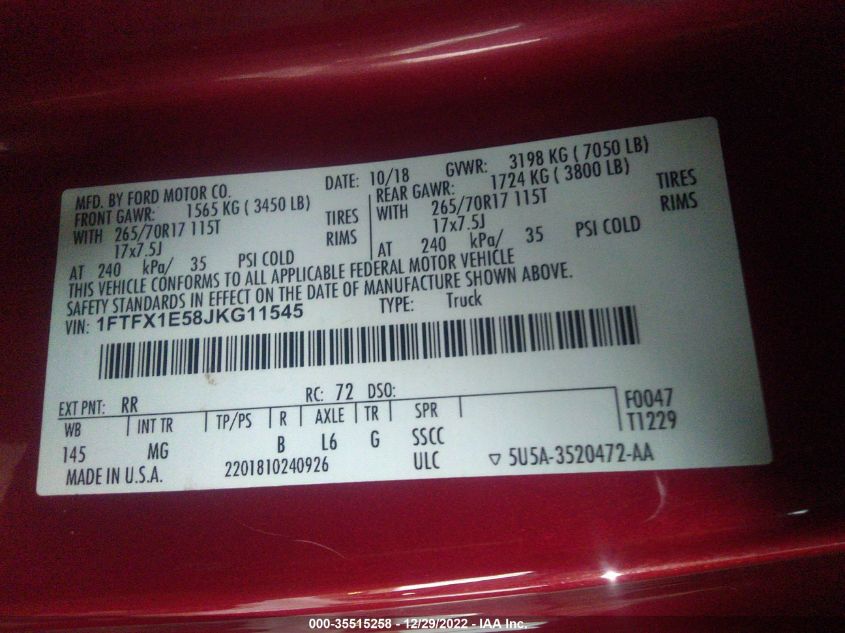 MFD. BY FORD MOTOR CO.
DATE: 10/18 GVWR: 3198 KG ( 7050 LB)
FRONT GAWR: 1565 KG ( 3450 LB)
WITH 265/70R17 115T TIRES
17x7.5J RIMS
AT 240 kPa/ 35 PSI COLD
REAR GAWR: 1724 KG ( 3800 LB)
WITH 265/70R17 115T TIRES
17x7.5J RIMS
AT 240 kPa/ 35 PSI COLD
THIS VEHICLE CONFORMS TO ALL APPLICABLE FEDERAL MOTOR VEHICLE
SAFETY STANDARDS IN EFFECT ON THE DATE OF MANUFACTURE SHOWN ABOVE.
VIN: 1FTFX1E58JKG11545 TYPE: Truck
EXT PNT: RR RC: 72 DSO:
WB INT TR TP/PS R AXLE TR SPR
145 MG B L6 G SSCC
F0047
T1229
MADE IN U.S.A. 2201810240926 ULC ▽ 5U5A-3520472-AA
000-35515258 - 12/29/2022 - IAA Inc.